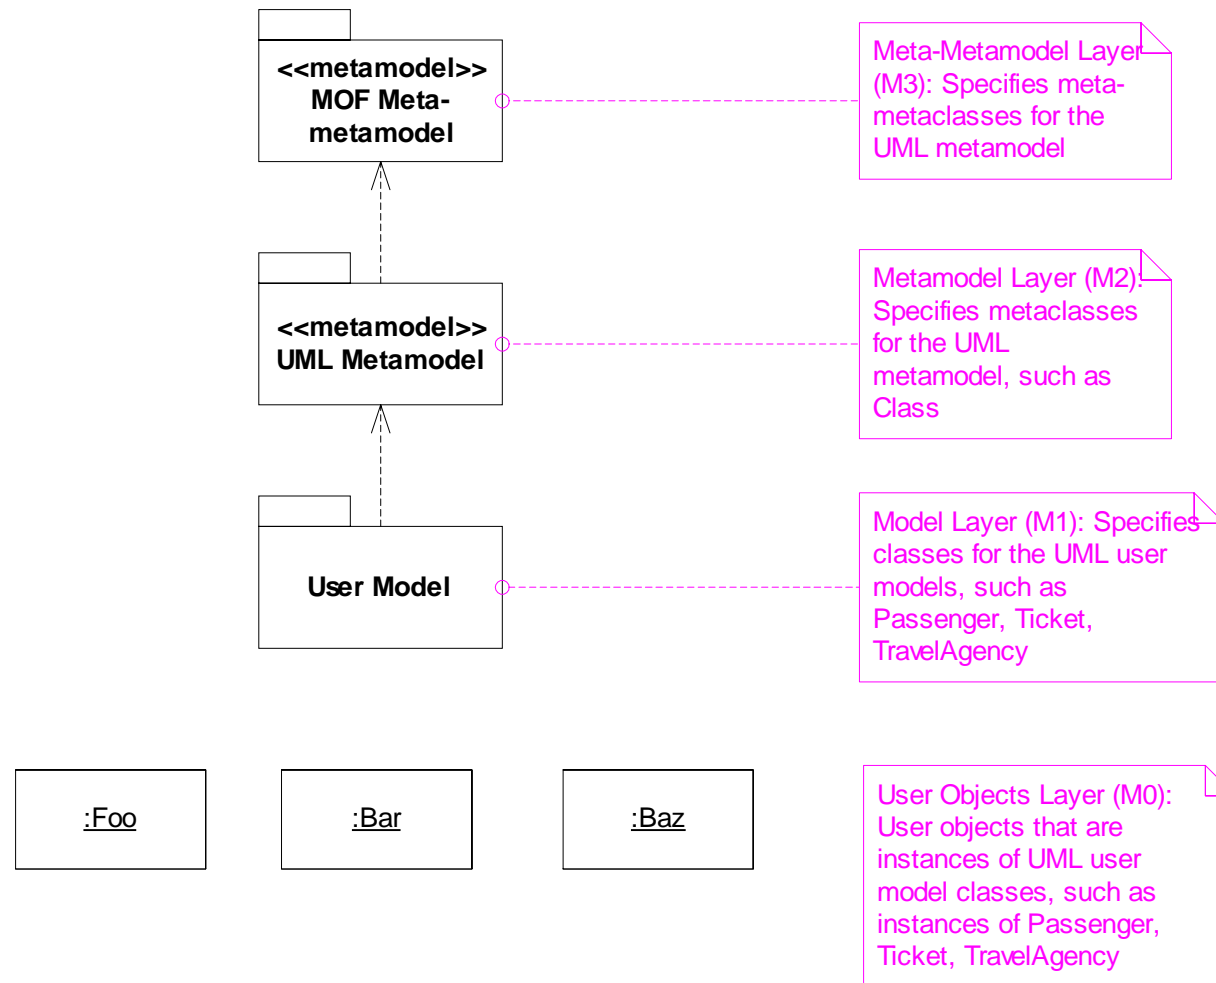 <<metamodel>>
MOF Meta-
metamodel
Meta-Metamodel Layer
(M3): Specifies meta-
metaclasses for the
UML metamodel
<<metamodel>>
UML Metamodel
Metamodel Layer (M2):
Specifies metaclasses
for the UML
metamodel, such as
Class
User Model
Model Layer (M1): Specifies
classes for the UML user
models, such as
Passenger, Ticket,
TravelAgency
:Foo
:Bar
:Baz
User Objects Layer (M0):
User objects that are
instances of UML user
model classes, such as
instances of Passenger,
Ticket, TravelAgency